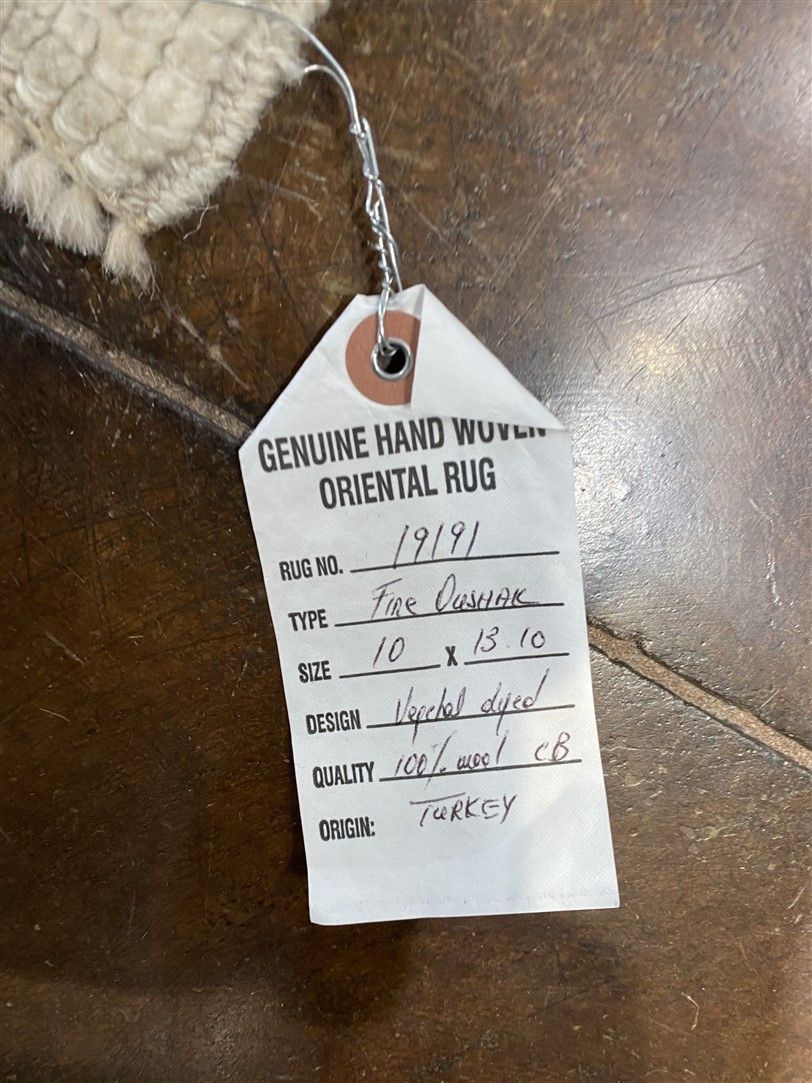 GENUINE HAND WOVEN
ORIENTAL RUG
RUG NO. 19191
TYPE Fine OUSHAK
SIZE 10 x 13.10
DESIGN Vegetal dyed
QUALITY 100% wool CB
ORIGIN: TURKEY